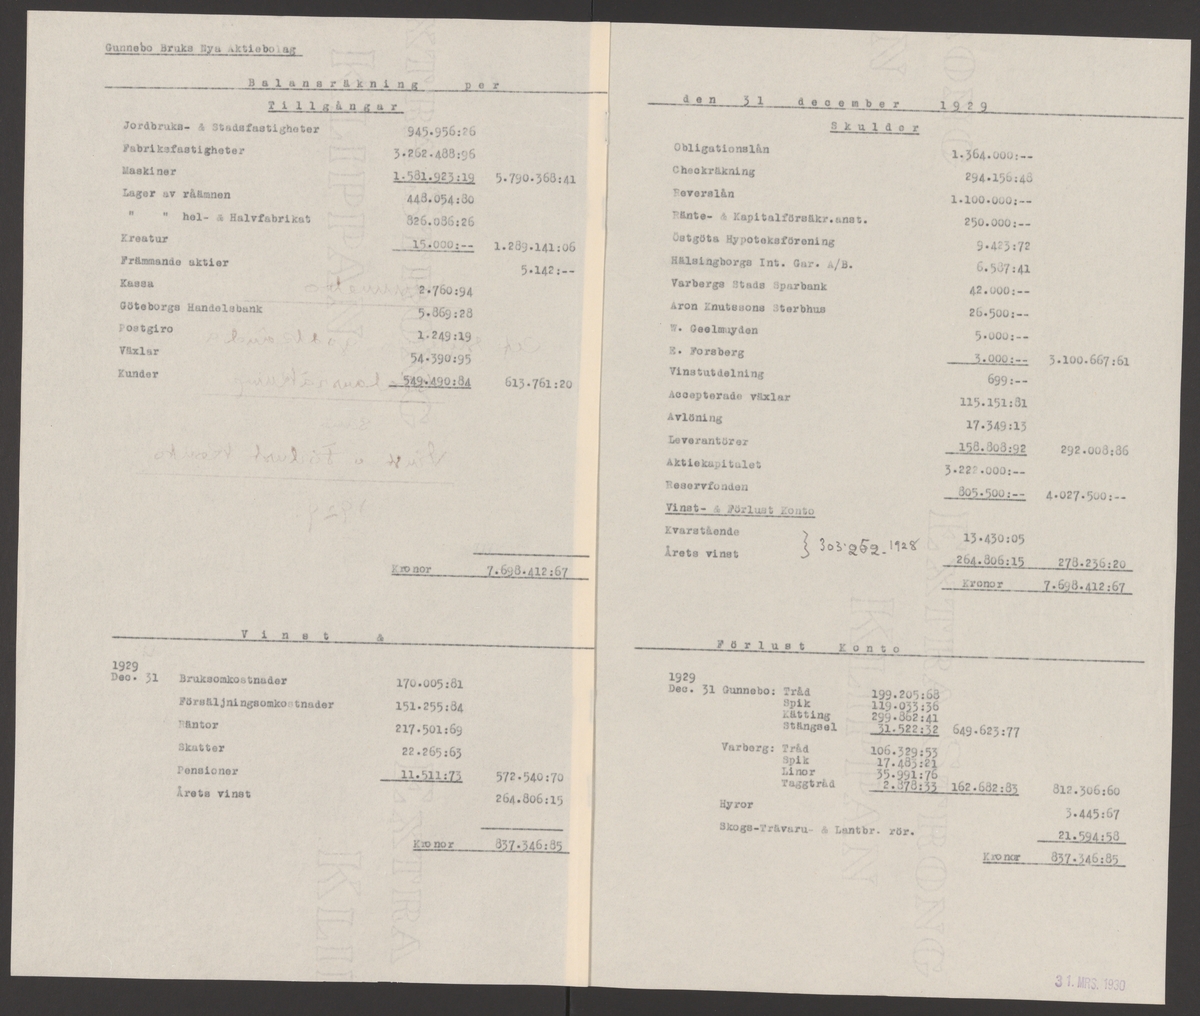 Gunnebo Bruks Nya Aktiebolag
Balansräkning per
Tillgångar
Jordbruks- & Stadsfastigheter 945.956:26
Fabriksfastigheter 3.262.488:96
Maskiner 1.581.923:19 5.790.368:41
Lager av råämnen 448.054:80
" " hel- & Halvfabrikat 826.086:26
Kreatur 15.000:-- 1.289.141:06
Främmande aktier 5.142:--
Kassa 2.760:94
Göteborgs Handelsbank 5.869:28
Postgiro 1.249:19
Växlar 54.390:95
Kunder 549.490:84 613.761:20
Kronor 7.698.412:67
Vinst &
1929
Dec. 31 Bruksomkostnader 170.005:81
Försäljningsomkostnader 151.255:84
Räntor 217.501:69
Skatter 22.265:63
Pensioner 11.511:73 572.540:70
Årets vinst 264.806:15
Kronor 837.346:85
den 31 december 1929
Skulder
Obligationslån 1.364.000:--
Checkräkning 294.156:48
Reverslån 1.100.000:--
Ränte- & Kapitalförsäkr.anst. 250.000:--
Östgöta Hypoteksförening 9.423:72
Hälsingborgs Int. Gar. A/B. 6.587:41
Varbergs Stads Sparbank 42.000:--
Aron Knutssons Sterbhus 26.500:--
W. Geelmuyden 5.000:--
E. Forsberg 3.000:-- 3.100.667:61
Vinstutdelning 699:--
Accepterade växlar 115.151:81
Avlöning 17.349:13
Leverantörer 158.808:92 292.008:86
Aktiekapitalet 3.222.000:--
Reservfonden 805.500:-- 4.027.500:--
Vinst- & Förlust Konto
Kvarstående 13.430:05
} 303.262.- 1928
Årets vinst 264.806:15 278.236:20
Kronor 7.698.412:67
Förlust Konto
1929
Dec. 31 Gunnebo: Tråd 199.205:68
Spik 119.033:36
Kätting 299.862:41
Stängsel 31.522:32 649.623:77
Varberg: Tråd 106.329:53
Spik 17.483:21
Linor 35.991:76
Taggtråd 2.878:33 162.682:83 812.306:60
Hyror 3.445:67
Skogs-Trävaru- & Lantbr. rör. 21.594:58
Kronor 837.346:85
31. MRS. 1930